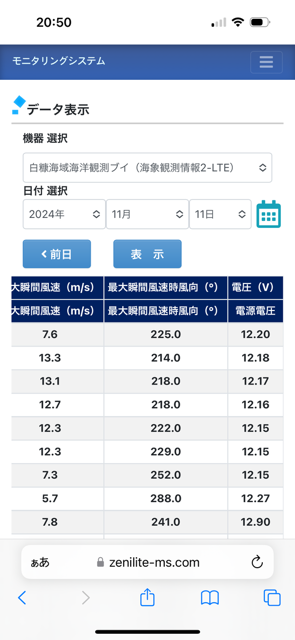 20:50
モニタリングシステム
データ表示
機器 選択
白糠海域海洋観測ブイ（海象観測情報2-LTE）
日付 選択
2024年 11月 11日
前日 表 示
大瞬間風速（m/s） 最大瞬間風速時風向（°） 電圧（V）
大瞬間風速（m/s） 最大瞬間風速時風向（°） 電源電圧
7.6 225.0 12.20
13.3 214.0 12.18
13.1 218.0 12.17
12.7 218.0 12.16
12.3 222.0 12.15
12.3 229.0 12.15
7.3 252.0 12.15
5.7 288.0 12.27
7.8 241.0 12.90
ぁあ zenilite-ms.com